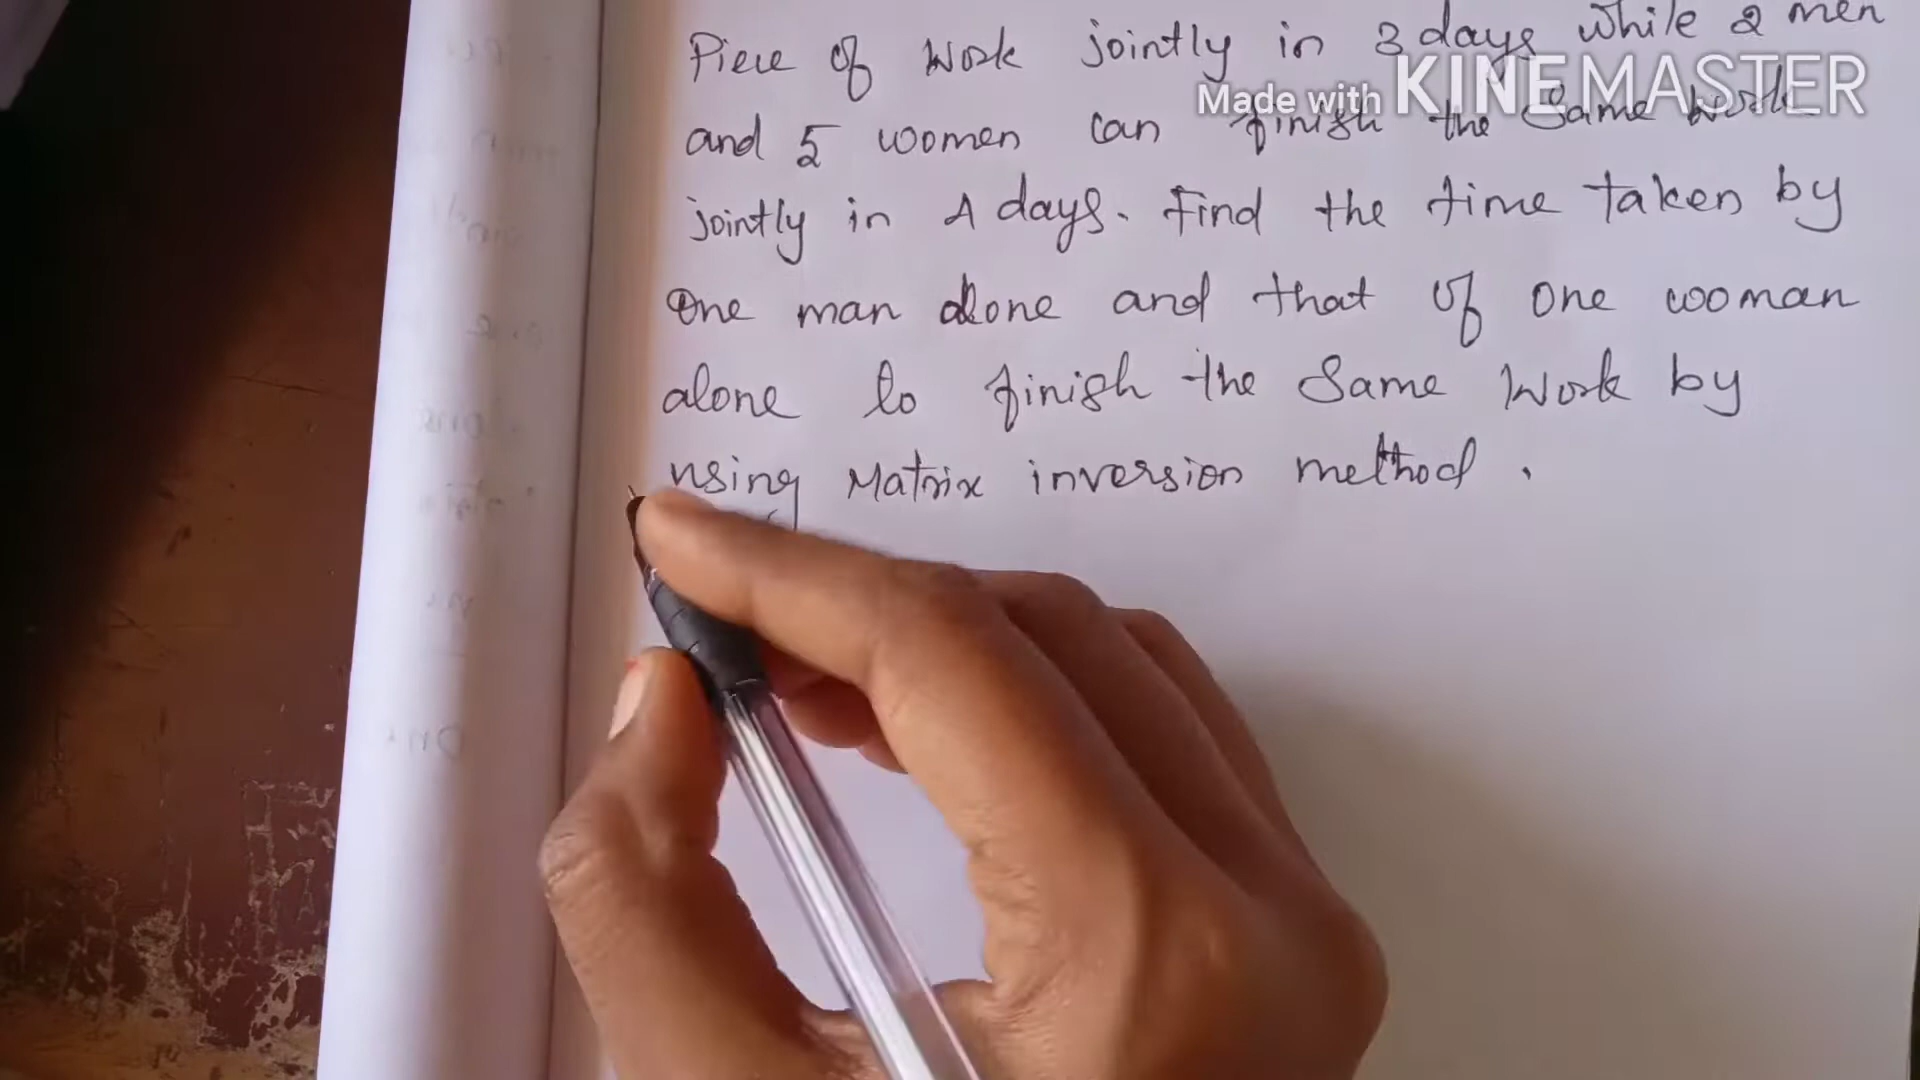 Piece of work jointly in 3 days while 2 men
Made with KINEMASTER
and 5 women can finish the same work
jointly in 4 days. Find the time taken by
one man alone and that of one woman
alone to finish the same work by
using Matrix inversion method.